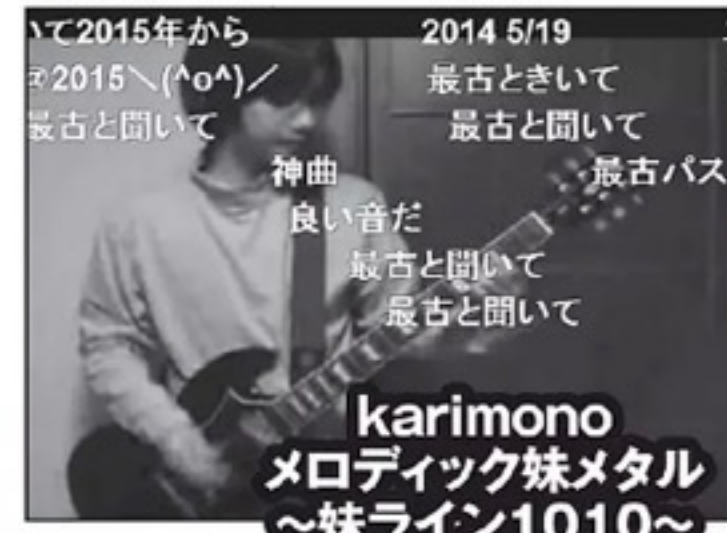 いて2015年から
2014 5/19
@2015＼(^o^)／
最古ときいて
最古と聞いて
最古と聞いて
神曲
最古パス
良い音だ
最古と聞いて
最古と聞いて
karimono
メロディック妹メタル
～妹ライン1010～